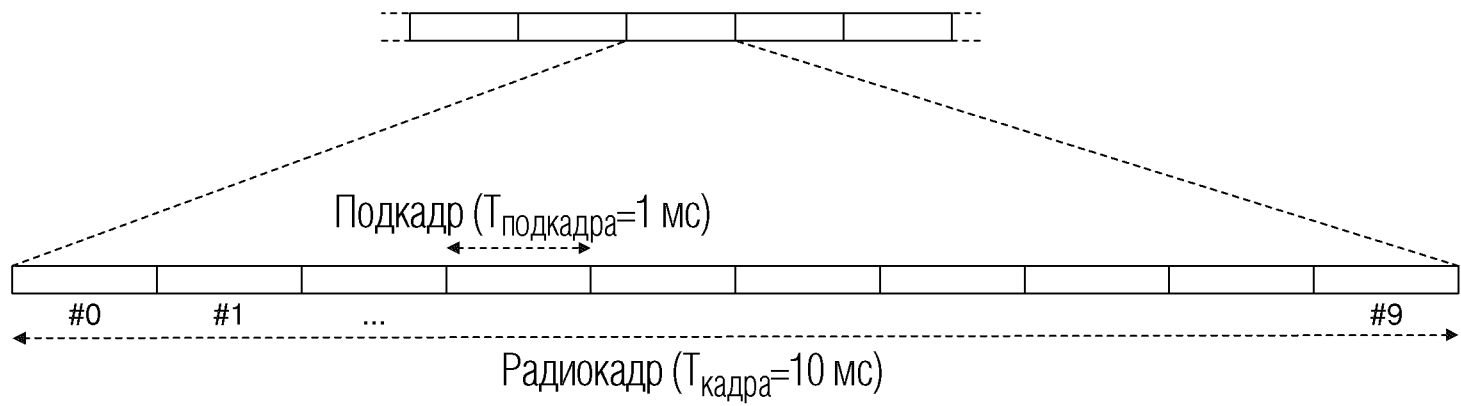 Подкадр (Tподкадра=1 мс)
#0 #1 ... #9
Радиокадр (Tкадра=10 мс)